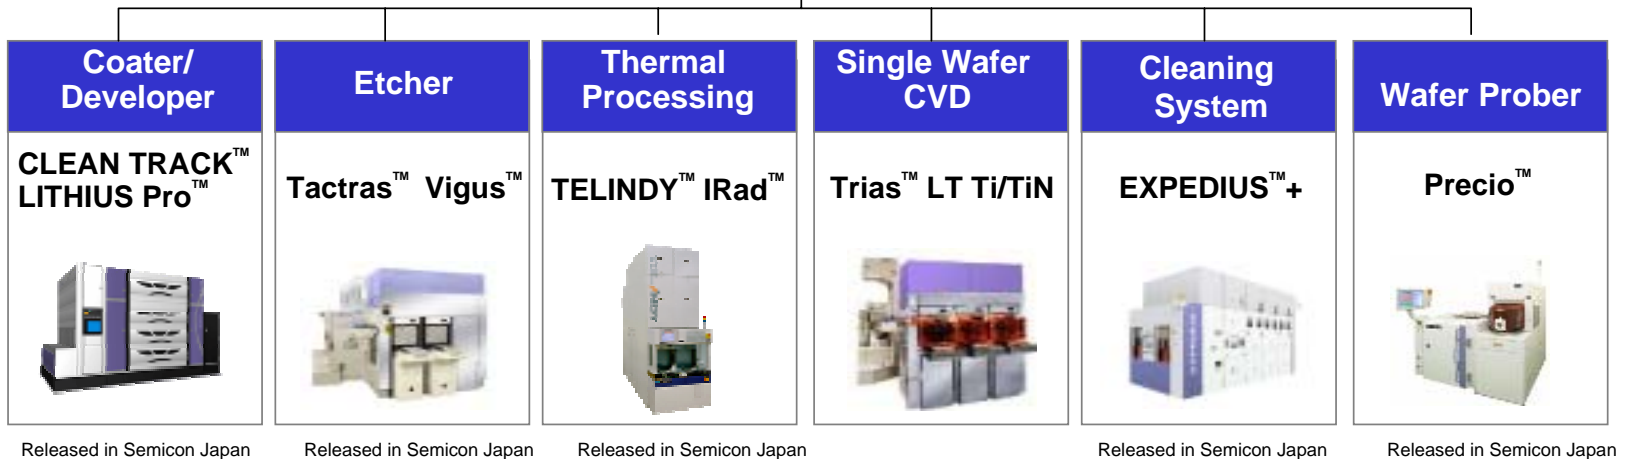 Coater/
Developer
Etcher
Thermal
Processing
Single Wafer
CVD
Cleaning
System
Wafer Prober
CLEAN TRACK™
LITHIUS Pro™
Tactras™ Vigus™
TELINDY™ IRad™
Trias™ LT Ti/TiN
EXPEDIUS™+
Precio™
Released in Semicon Japan
Released in Semicon Japan
Released in Semicon Japan
Released in Semicon Japan
Released in Semicon Japan